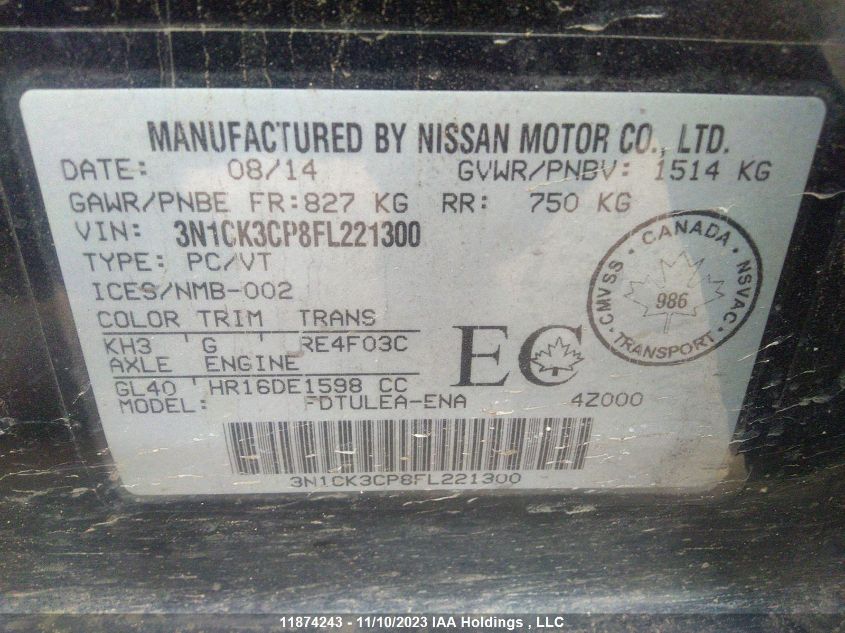 MANUFACTURED BY NISSAN MOTOR CO., LTD.
DATE: 08/14 GVWR/PNBV: 1514 KG
GAWR/PNBE FR:827 KG RR: 750 KG
VIN: 3N1CK3CP8FL221300
TYPE: PC/VT
ICES/NMB-002
COLOR TRIM TRANS
KH3 G RE4F03C
AXLE ENGINE
GL40 HR16DE1598 CC
MODEL: FDTULEA-ENA 4Z000
EC
CANADA
CMVSS 986 NSVAC
TRANSPORT
3N1CK3CP8FL221300
11874243 - 11/10/2023 IAA Holdings , LLC